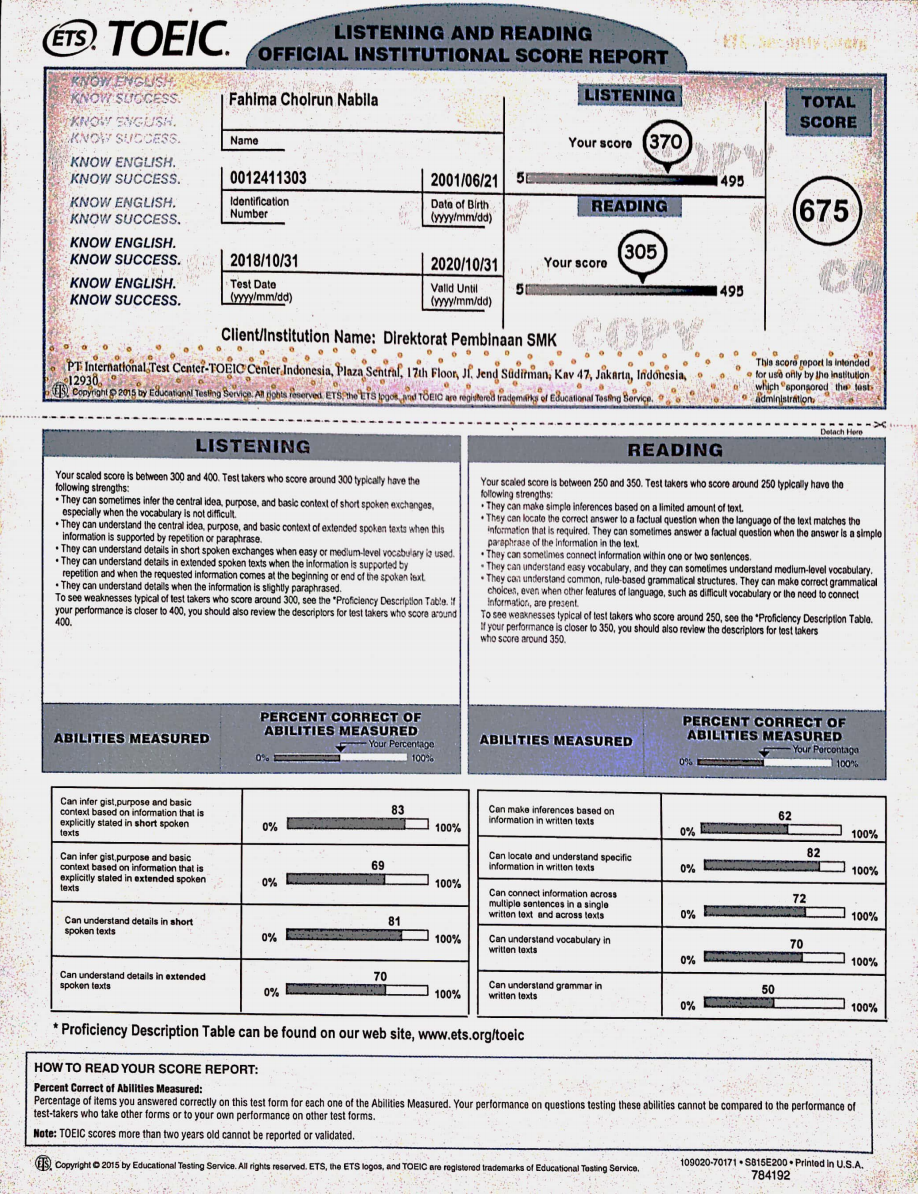 ETS. TOEIC.
LISTENING AND READING
OFFICIAL INSTITUTIONAL SCORE REPORT
KNOW ENGLISH.
KNOW SUCCESS.
KNOW ENGLISH.
KNOW SUCCESS.
KNOW ENGLISH.
KNOW SUCCESS.
KNOW ENGLISH.
KNOW SUCCESS.
KNOW ENGLISH.
KNOW SUCCESS.
KNOW ENGLISH.
KNOW SUCCESS.
Fahima Choirun Nabila
Name
0012411303
Identification
Number
2001/06/21
Date of Birth
(yyyy/mm/dd)
2018/10/31
Test Date
(yyyy/mm/dd)
2020/10/31
Valid Until
(yyyy/mm/dd)
LISTENING
Your score 370
5 495
READING
Your score 305
5 495
TOTAL
SCORE
675
COPY
COPY
Client/Institution Name: Direktorat Pembinaan SMK
PT International Test Center-TOEIC Center Indonesia, Plaza Sentral, 17th Floor, Jl. Jend Sudirman, Kav 47, Jakarta, Indonesia,
12930
Copyright © 2015 by Educational Testing Service. All rights reserved. ETS, the ETS logos, and TOEIC are registered trademarks of Educational Testing Service.
This score report is intended
for use only by the institution
which sponsored the test
administration.
Detach Here
LISTENING
Your scaled score is between 300 and 400. Test takers who score around 300 typically have the
following strengths:
• They can sometimes infer the central idea, purpose, and basic context of short spoken exchanges,
especially when the vocabulary is not difficult.
• They can understand the central idea, purpose, and basic context of extended spoken texts when this
information is supported by repetition or paraphrase.
• They can understand details in short spoken exchanges when easy or medium-level vocabulary is used.
• They can understand details in extended spoken texts when the information is supported by
repetition and when the requested information comes at the beginning or end of the spoken text.
• They can understand details when the information is slightly paraphrased.
To see weaknesses typical of test takers who score around 300, see the *Proficiency Description Table. If
your performance is closer to 400, you should also review the descriptors for test takers who score around
400.
READING
Your scaled score is between 250 and 350. Test takers who score around 250 typically have the
following strengths:
• They can make simple inferences based on a limited amount of text.
• They can locate the correct answer to a factual question when the language of the text matches the
information that is required. They can sometimes answer a factual question when the answer is a simple
paraphrase of the information in the text.
• They can sometimes connect information within one or two sentences.
• They can understand easy vocabulary, and they can sometimes understand medium-level vocabulary.
• They can understand common, rule-based grammatical structures. They can make correct grammatical
choices, even when other features of language, such as difficult vocabulary or the need to connect
information, are present.
To see weaknesses typical of test takers who score around 250, see the *Proficiency Description Table.
If your performance is closer to 350, you should also review the descriptors for test takers
who score around 350.
ABILITIES MEASURED
PERCENT CORRECT OF
ABILITIES MEASURED
Your Percentage
0% 100%
ABILITIES MEASURED
PERCENT CORRECT OF
ABILITIES MEASURED
Your Percentage
0% 100%
Can infer gist,purpose and basic
context based on information that is
explicitly stated in short spoken
texts
83
0% 100%
Can infer gist,purpose and basic
context based on information that is
explicitly stated in extended spoken
texts
69
0% 100%
Can understand details in short
spoken texts
81
0% 100%
Can understand details in extended
spoken texts
70
0% 100%
Can make inferences based on
information in written texts
62
0% 100%
Can locate and understand specific
information in written texts
82
0% 100%
Can connect information across
multiple sentences in a single
written text and across texts
72
0% 100%
Can understand vocabulary in
written texts
70
0% 100%
Can understand grammar in
written texts
50
0% 100%
* Proficiency Description Table can be found on our web site, www.ets.org/toeic
HOW TO READ YOUR SCORE REPORT:
Percent Correct of Abilities Measured:
Percentage of items you answered correctly on this test form for each one of the Abilities Measured. Your performance on questions testing these abilities cannot be compared to the performance of
test-takers who take other forms or to your own performance on other test forms.
Note: TOEIC scores more than two years old cannot be reported or validated.
Copyright © 2015 by Educational Testing Service. All rights reserved. ETS, the ETS logos, and TOEIC are registered trademarks of Educational Testing Service.
109020-70171 • S815E200 • Printed in U.S.A.
784192